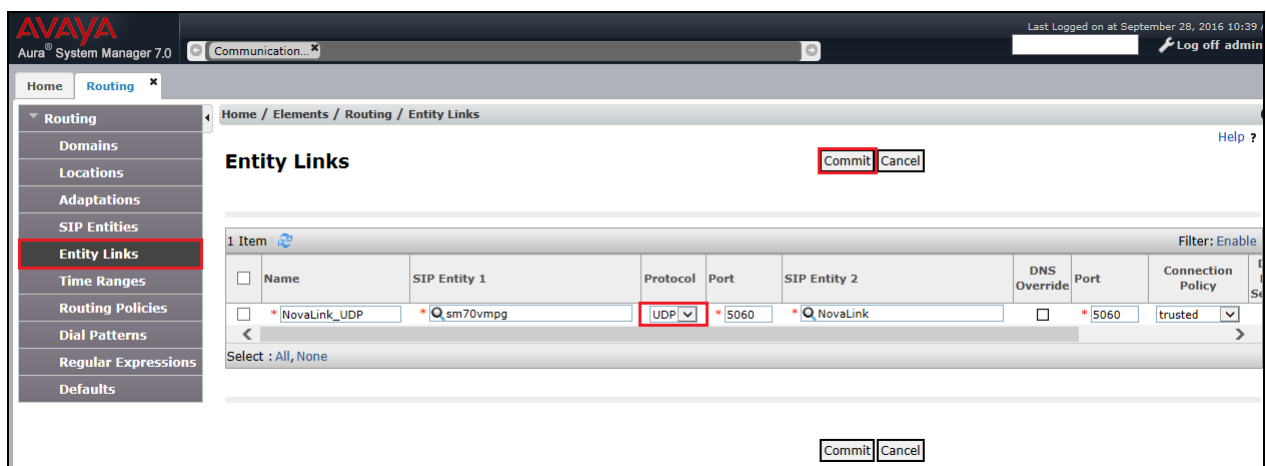 AVAYA
Last Logged on at September 28, 2016 10:39
Aura® System Manager 7.0
Communication...
Log off admin
Home Routing
Routing
Home / Elements / Routing / Entity Links
Help ?
Domains
Entity Links
Commit Cancel
Locations
Adaptations
SIP Entities
1 Item
Filter: Enable
Entity Links
Name SIP Entity 1 Protocol Port SIP Entity 2 DNS Override Port Connection Policy
Time Ranges
Routing Policies
* NovaLink_UDP * sm70vmpg UDP * 5060 * NovaLink * 5060 trusted
Dial Patterns
Select : All, None
Regular Expressions
Defaults
Commit Cancel